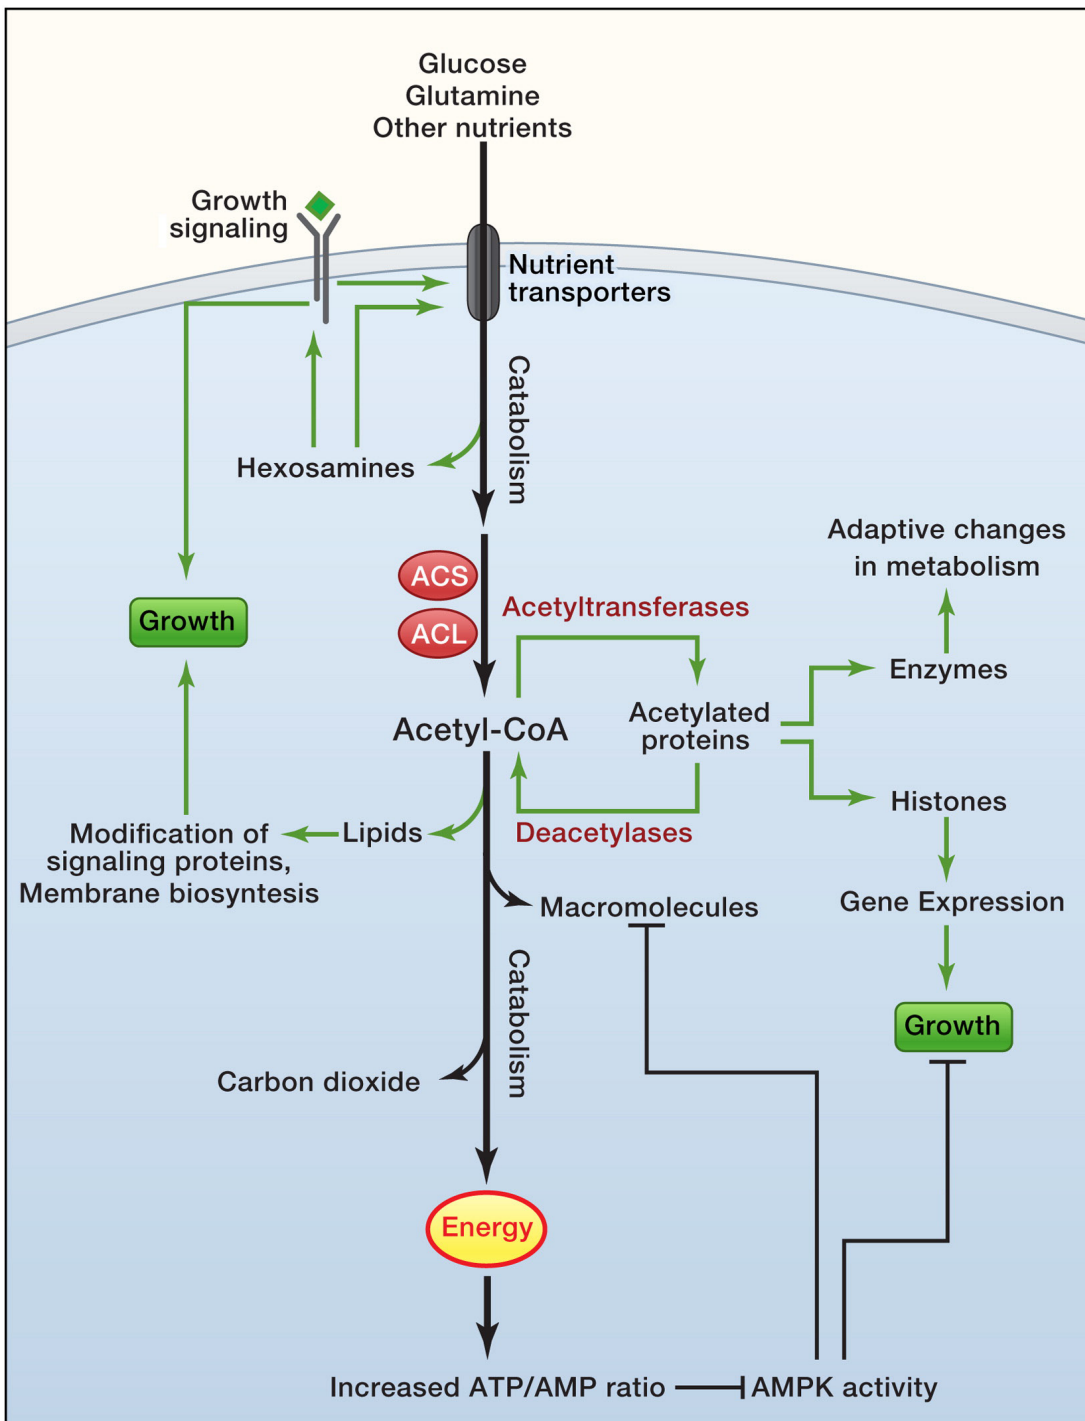 Glucose
Glutamine
Other nutrients
Growth
signaling
Nutrient
transporters
Catabolism
Hexosamines
ACS
ACL
Acetyltransferases
Adaptive changes
in metabolism
Growth
Enzymes
Acetyl-CoA
Acetylated
proteins
Histones
Deacetylases
Lipids
Modification of
signaling proteins,
Membrane biosyntesis
Macromolecules
Gene Expression
Catabolism
Growth
Carbon dioxide
Energy
Increased ATP/AMP ratio
AMPK activity